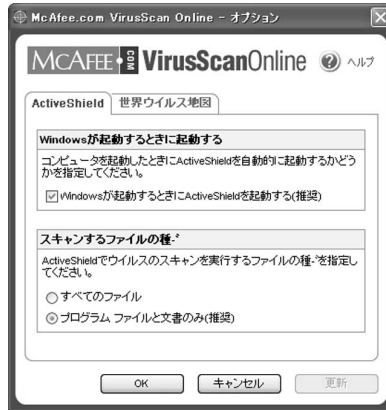 McAfee.com VirusScan Online - オプション
McAFEE.COM VirusScanOnline ? ヘルプ
ActiveShield 世界ウイルス地図
Windowsが起動するときに起動する
コンピュータを起動したときにActiveShieldを自動的に起動するかどう
かを指定してください。
Windowsが起動するときにActiveShieldを起動する(推奨)
スキャンするファイルの種-゙
ActiveShieldでウイルスのスキャンを実行するファイルの種-゙を指定し
てください。
すべてのファイル
プログラム ファイルと文書のみ(推奨)
OK キャンセル 更新